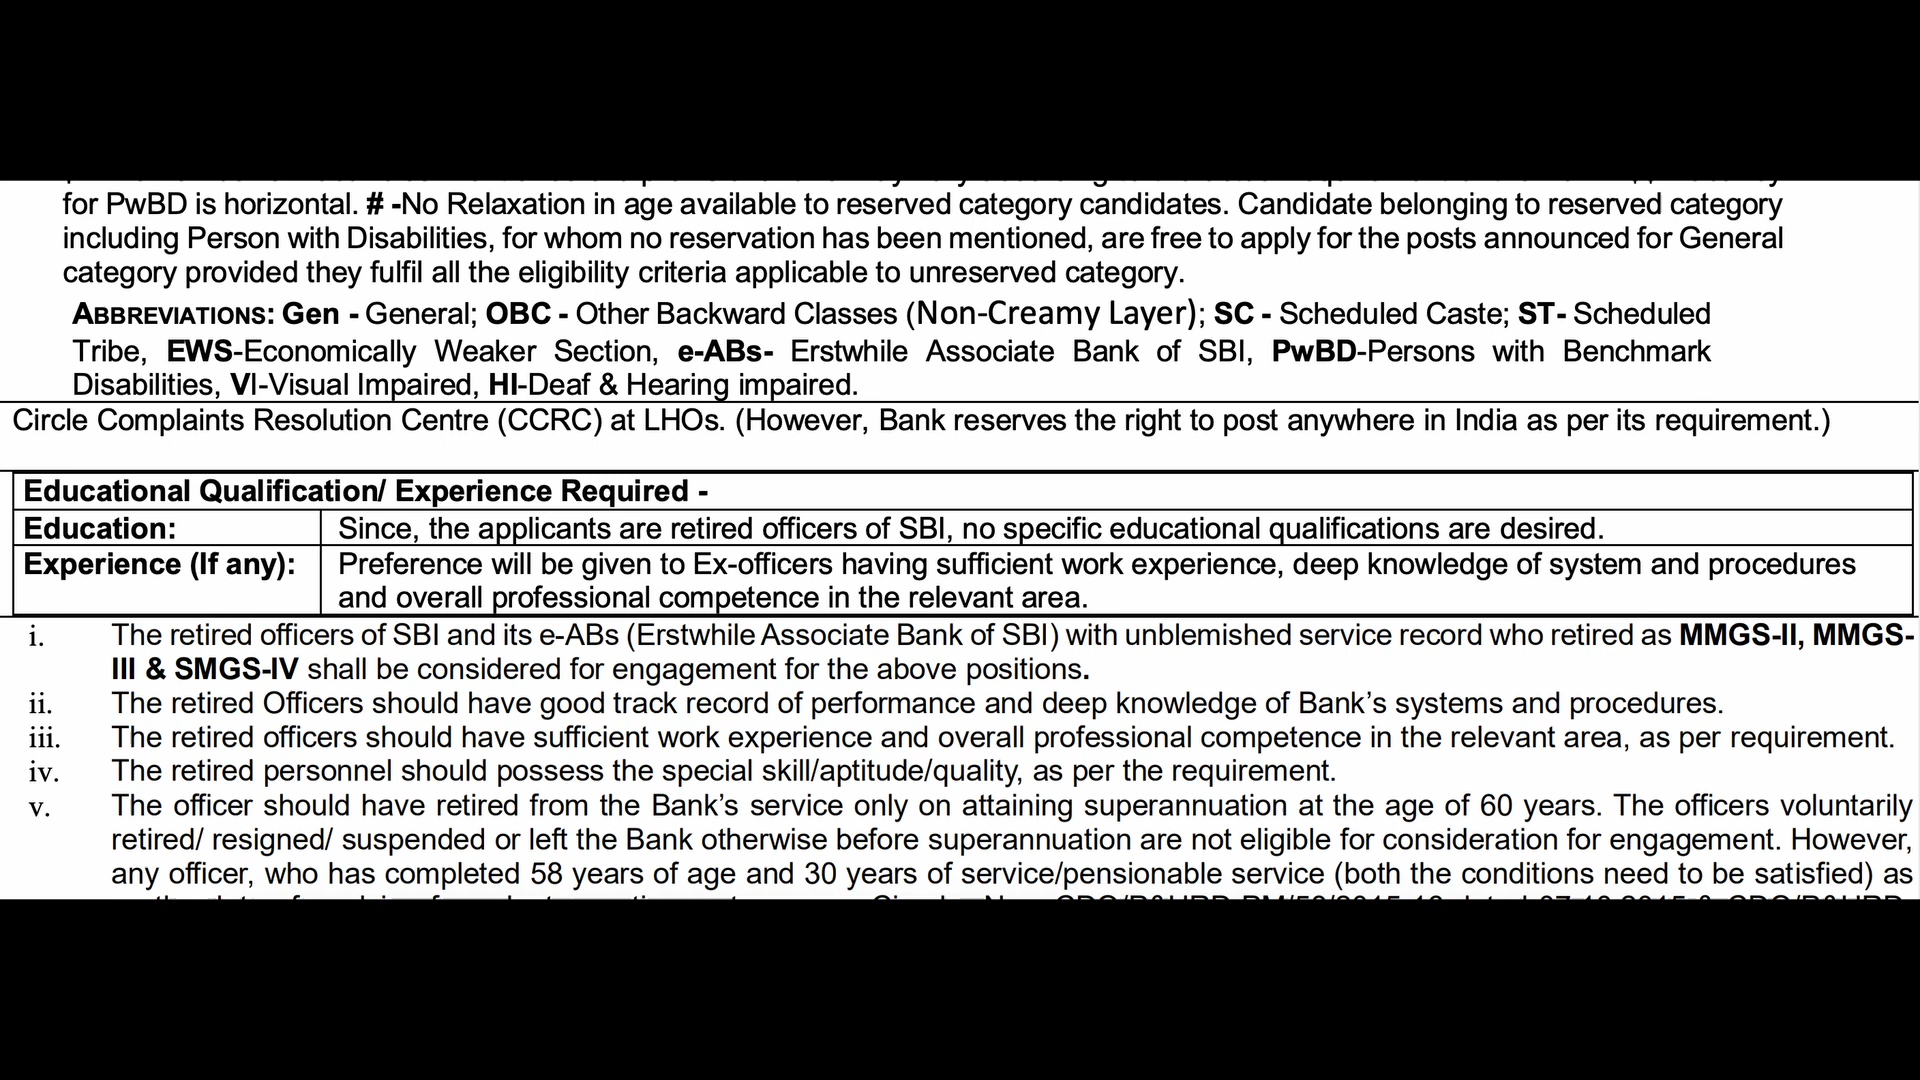 for PwBD is horizontal. # -No Relaxation in age available to reserved category candidates. Candidate belonging to reserved category
including Person with Disabilities, for whom no reservation has been mentioned, are free to apply for the posts announced for General
category provided they fulfil all the eligibility criteria applicable to unreserved category.
ABBREVIATIONS: Gen - General; OBC - Other Backward Classes (Non-Creamy Layer); SC - Scheduled Caste; ST- Scheduled
Tribe, EWS-Economically Weaker Section, e-ABs- Erstwhile Associate Bank of SBI, PwBD-Persons with Benchmark
Disabilities, VI-Visual Impaired, HI-Deaf & Hearing impaired.
Circle Complaints Resolution Centre (CCRC) at LHOs. (However, Bank reserves the right to post anywhere in India as per its requirement.)
Educational Qualification/ Experience Required -
Education: Since, the applicants are retired officers of SBI, no specific educational qualifications are desired.
Experience (If any): Preference will be given to Ex-officers having sufficient work experience, deep knowledge of system and procedures
and overall professional competence in the relevant area.
i. The retired officers of SBI and its e-ABs (Erstwhile Associate Bank of SBI) with unblemished service record who retired as MMGS-II, MMGS-
III & SMGS-IV shall be considered for engagement for the above positions.
ii. The retired Officers should have good track record of performance and deep knowledge of Bank’s systems and procedures.
iii. The retired officers should have sufficient work experience and overall professional competence in the relevant area, as per requirement.
iv. The retired personnel should possess the special skill/aptitude/quality, as per the requirement.
v. The officer should have retired from the Bank’s service only on attaining superannuation at the age of 60 years. The officers voluntarily
retired/ resigned/ suspended or left the Bank otherwise before superannuation are not eligible for consideration for engagement. However,
any officer, who has completed 58 years of age and 30 years of service/pensionable service (both the conditions need to be satisfied) as